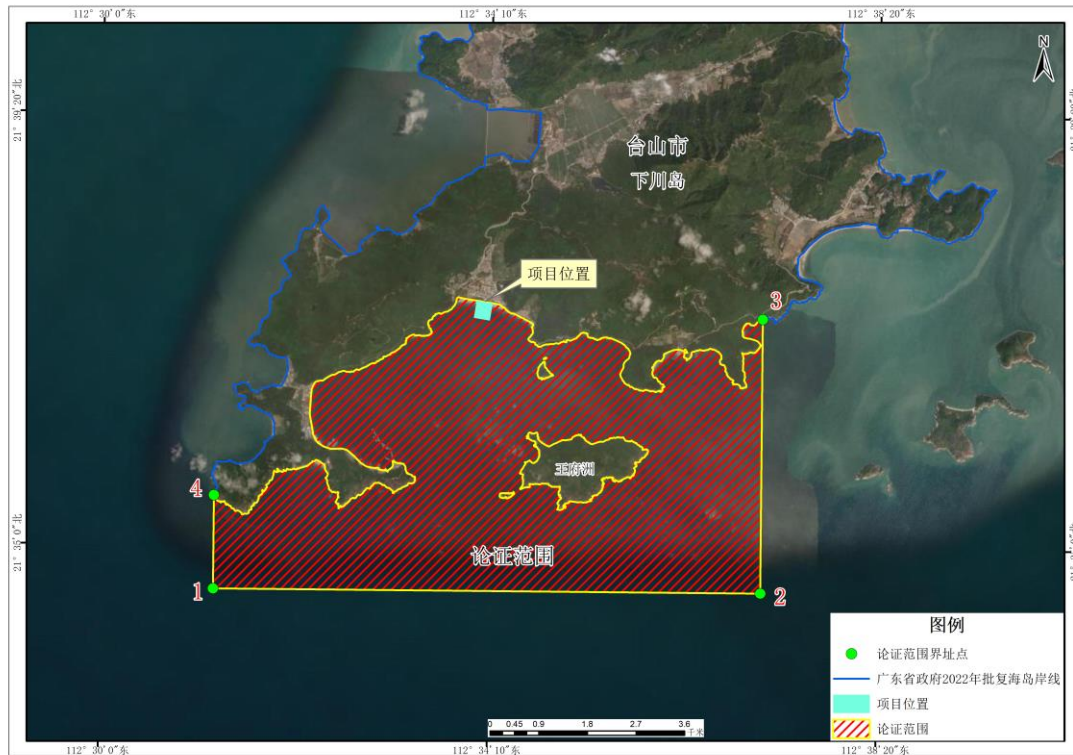 112° 30′0″东
112° 34′10″东
112° 38′20″东
N
21° 39′20″北
台山市
下川岛
项目位置
3
王府洲
4
21° 35′0″北
论证范围
1
2
图例
论证范围界址点
广东省政府2022年批复海岛岸线
项目位置
论证范围
0 0.45 0.9 1.8 2.7 3.6
千米
112° 30′0″东
112° 34′10″东
112° 38′20″东